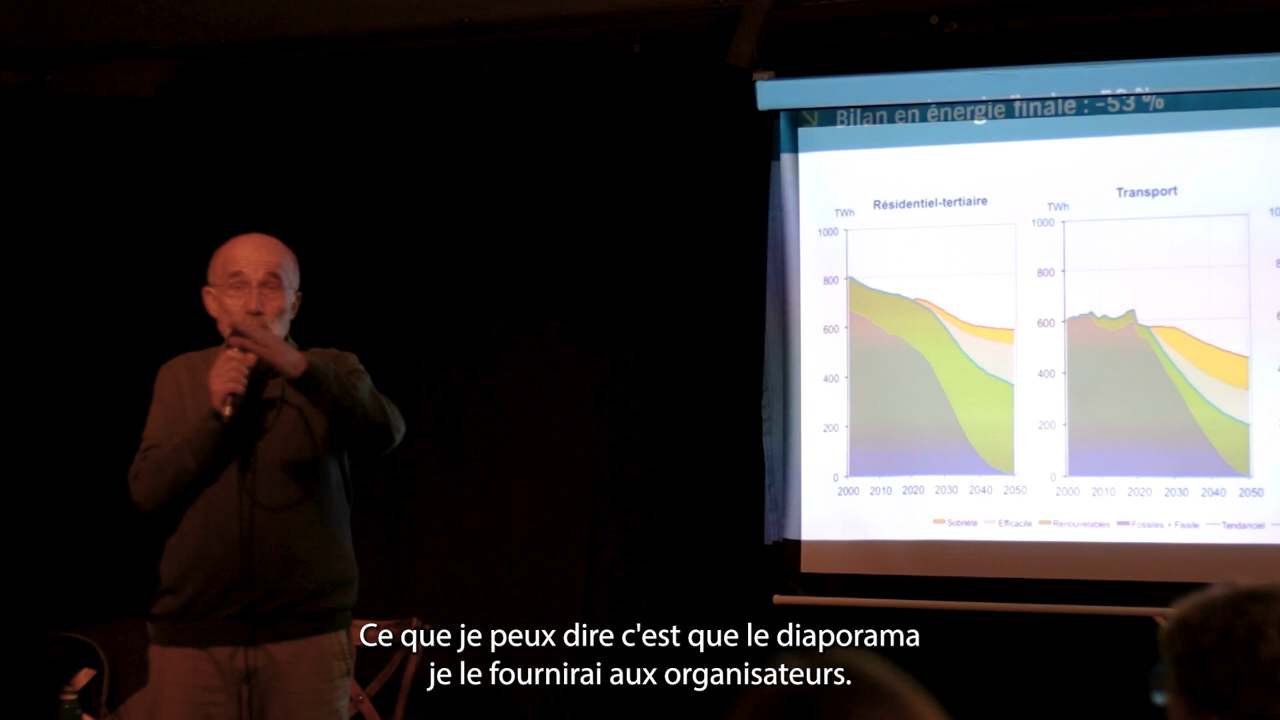 Bilan en énergie finale : -53 %
Résidentiel-tertiaire
Transport
TWh
TWh
1000
800
600
400
200
0
2000 2010 2020 2030 2040 2050
1000
800
600
400
200
0
2000 2010 2020 2030 2040 2050
Sobriété Efficacité Renouvelables Fossiles + Fissile Tendanciel
Ce que je peux dire c'est que le diaporama
je le fournirai aux organisateurs.